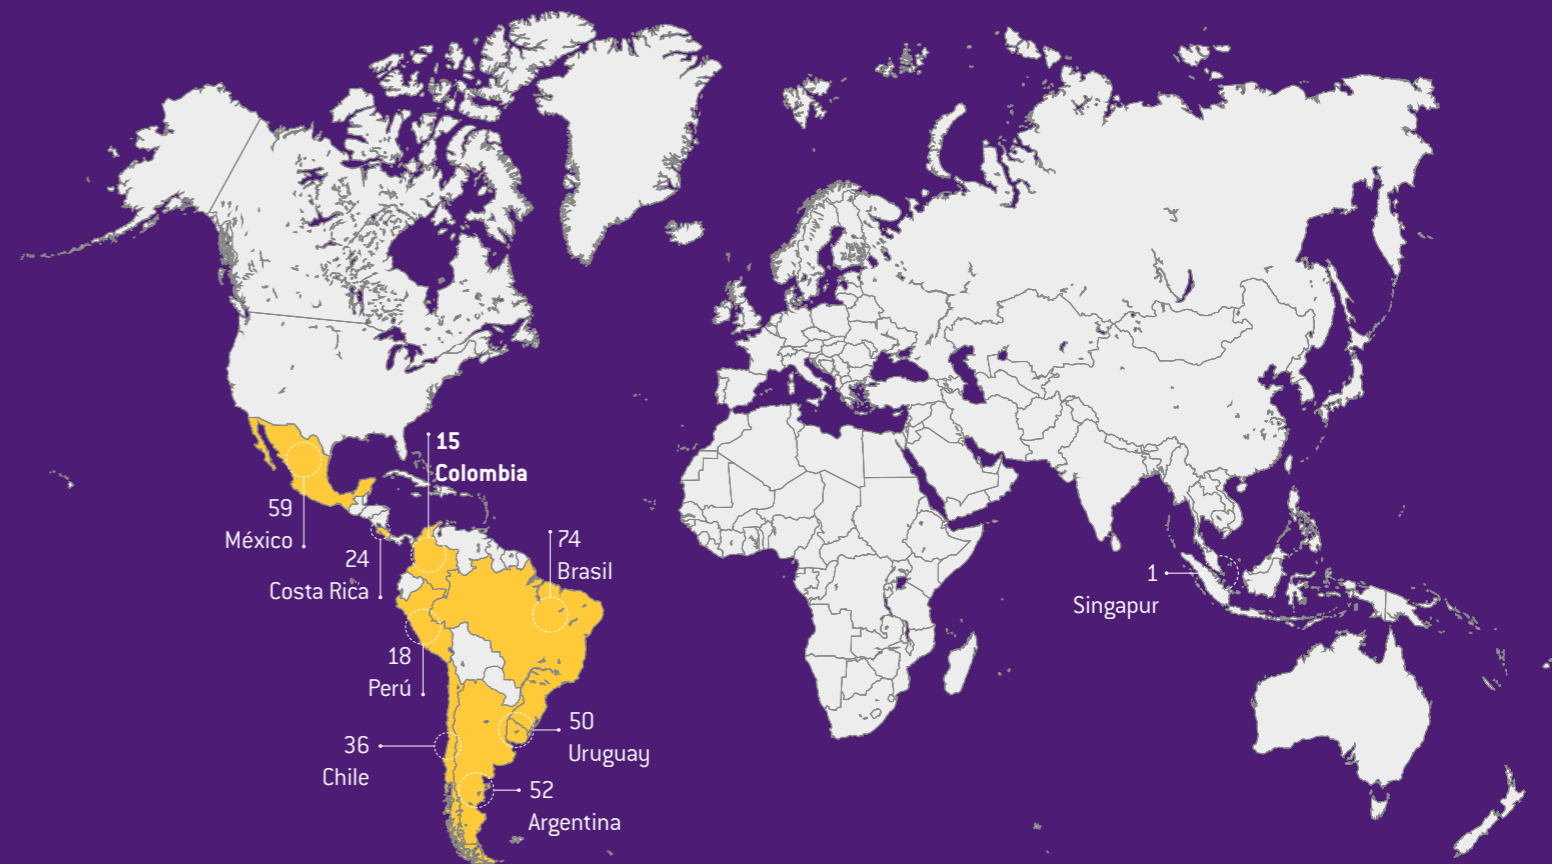 15
Colombia
59
México
24
Costa Rica
74
Brasil
1
Singapur
18
Perú
50
Uruguay
36
Chile
52
Argentina